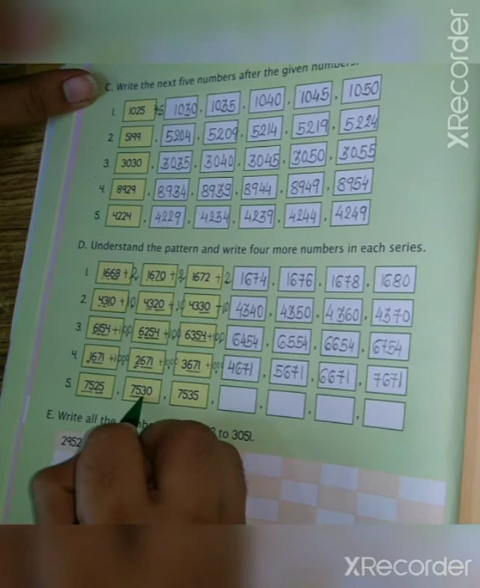 C. Write the next five numbers after the given numbers.
1. 1025 +5 1030, 1035, 1040, 1045, 1050
2. 5199, 5204, 5209, 5214, 5219, 5224
3. 3030, 3035, 3040, 3045, 3050, 3055
4. 8929, 8934, 8939, 8944, 8949, 8954
5. 4224, 4229, 4234, 4239, 4244, 4249
D. Understand the pattern and write four more numbers in each series.
1. 1668 +2 1670 +2 1672 +2 1674, 1676, 1678, 1680
2. 4310 +10 4320 +10 4330 +10 4340, 4350, 4360, 4370
3. 6154 +100 6254 +100 6354 +100 6454, 6554, 6654, 6754
4. 1671 +1000 2671 +1000 3671 +1000 4671, 5671, 6671, 7671
5. 7525, 7530, 7535,
E. Write all the to 3051.
2952
XRecorder
XRecorder